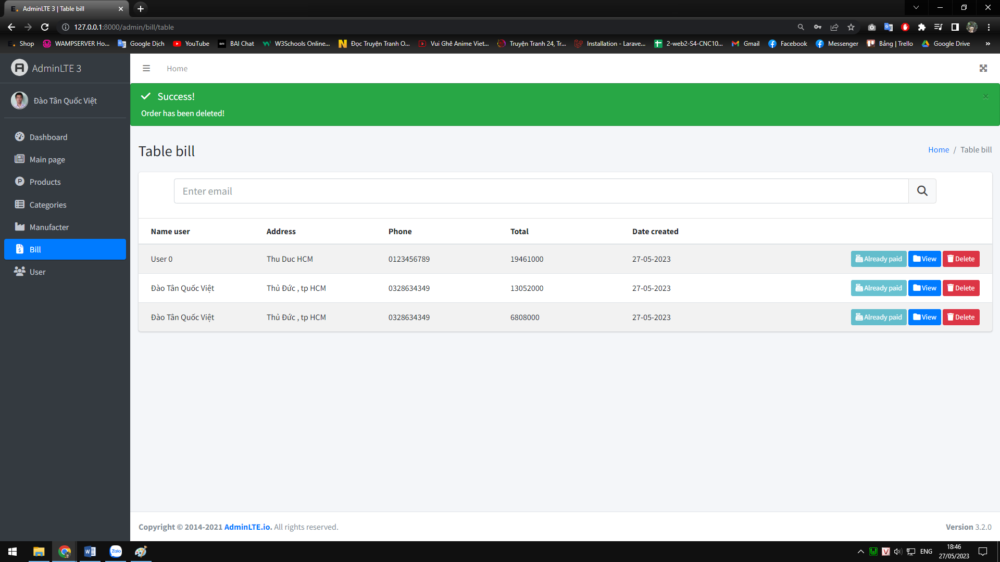 AdminLTE 3 | Table bill
127.0.0.1:8000/admin/bill/table
Shop
WAMPSERVER Ho...
Google Dịch
YouTube
BAI Chat
W3Schools Online...
Đọc Truyện Tranh O...
Vui Ghê Anime Viet...
Truyện Tranh 24, Tr...
Installation - Larave...
2-web2-S4-CNC10...
Gmail
Facebook
Messenger
Bảng | Trello
Google Drive
»
AdminLTE 3
Home
Đào Tân Quốc Việt
Dashboard
Main page
Products
Categories
Manufacter
Bill
User
Success!
×
Order has been deleted!
Table bill
Home / Table bill
Enter email
Name user Address Phone Total Date created
User 0 Thu Duc HCM 0123456789 19461000 27-05-2023 Already paid View Delete
Đào Tân Quốc Việt Thủ Đức , tp HCM 0328634349 13052000 27-05-2023 Already paid View Delete
Đào Tân Quốc Việt Thủ Đức , tp HCM 0328634349 6808000 27-05-2023 Already paid View Delete
Copyright © 2014-2021 AdminLTE.io. All rights reserved.
Version 3.2.0
Zalo
ENG
18:46
27/05/2023